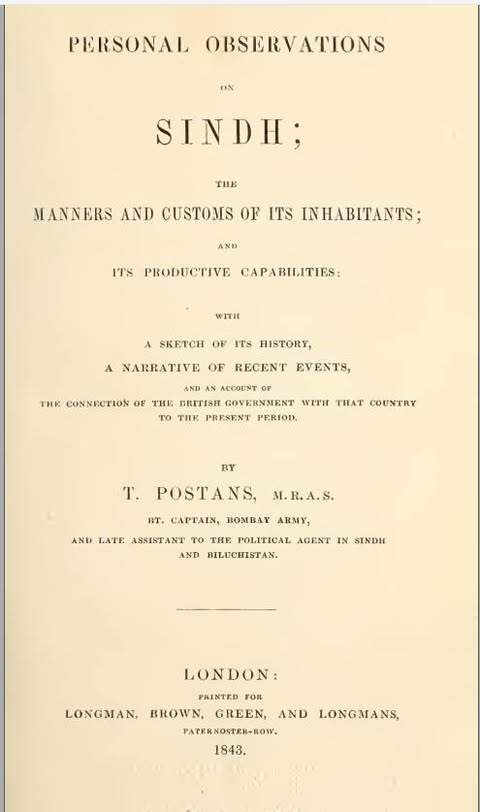 PERSONAL OBSERVATIONS
ON
SINDH;
THE
MANNERS AND CUSTOMS OF ITS INHABITANTS;
AND
ITS PRODUCTIVE CAPABILITIES:
WITH
A SKETCH OF ITS HISTORY,
A NARRATIVE OF RECENT EVENTS,
AND AN ACCOUNT OF
THE CONNECTION OF THE BRITISH GOVERNMENT WITH THAT COUNTRY
TO THE PRESENT PERIOD.
BY
T. POSTANS, M.R.A.S.
BT. CAPTAIN, BOMBAY ARMY,
AND LATE ASSISTANT TO THE POLITICAL AGENT IN SINDH
AND BILUCHISTAN.
LONDON:
PRINTED FOR
LONGMAN, BROWN, GREEN, AND LONGMANS,
PATERNOSTER-ROW.
1843.